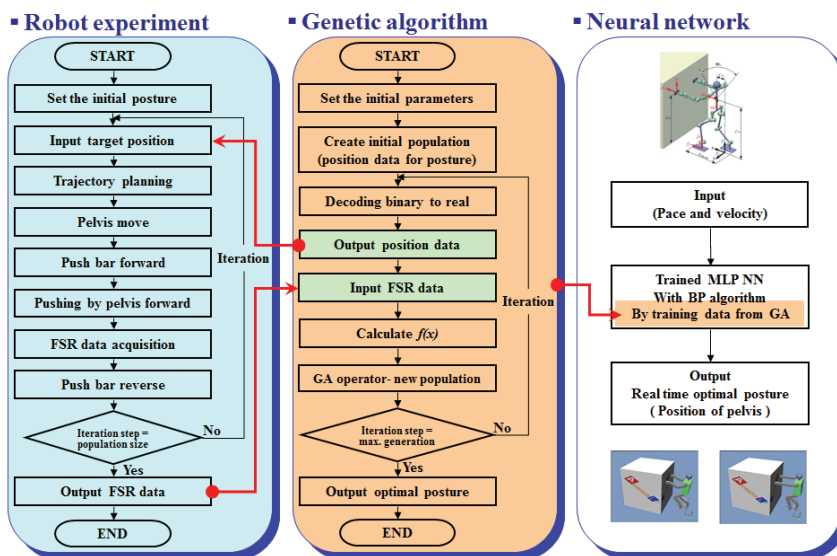 ▪ Robot experiment
START
Set the initial posture
Input target position
Trajectory planning
Pelvis move
Push bar forward
Iteration
Pushing by pelvis forward
FSR data acquisition
Push bar reverse
Iteration step =
population size
No
Yes
Output FSR data
END
▪ Genetic algorithm
START
Set the initial parameters
Create initial population
(position data for posture)
Decoding binary to real
Output position data
Input FSR data
Iteration
Calculate f(x)
GA operator- new population
Iteration step =
max. generation
No
Yes
Output optimal posture
END
▪ Neural network
Input
(Pace and velocity)
Trained MLP NN
With BP algorithm
By training data from GA
Output
Real time optimal posture
( Position of pelvis )